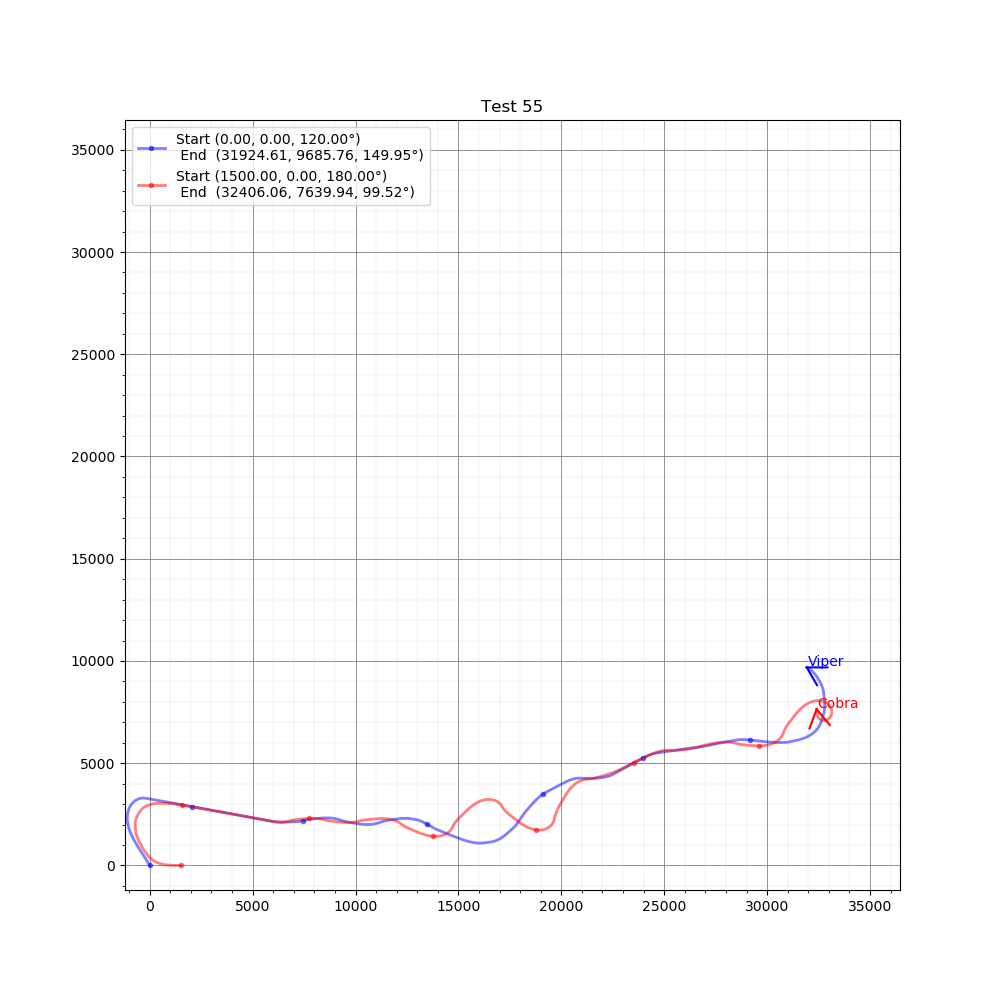 Test 55
Start (0.00, 0.00, 120.00°)
End  (31924.61, 9685.76, 149.95°)
Start (1500.00, 0.00, 180.00°)
End  (32406.06, 7639.94, 99.52°)
35000
30000
25000
20000
15000
10000
5000
0
Viper
Cobra
0 5000 10000 15000 20000 25000 30000 35000